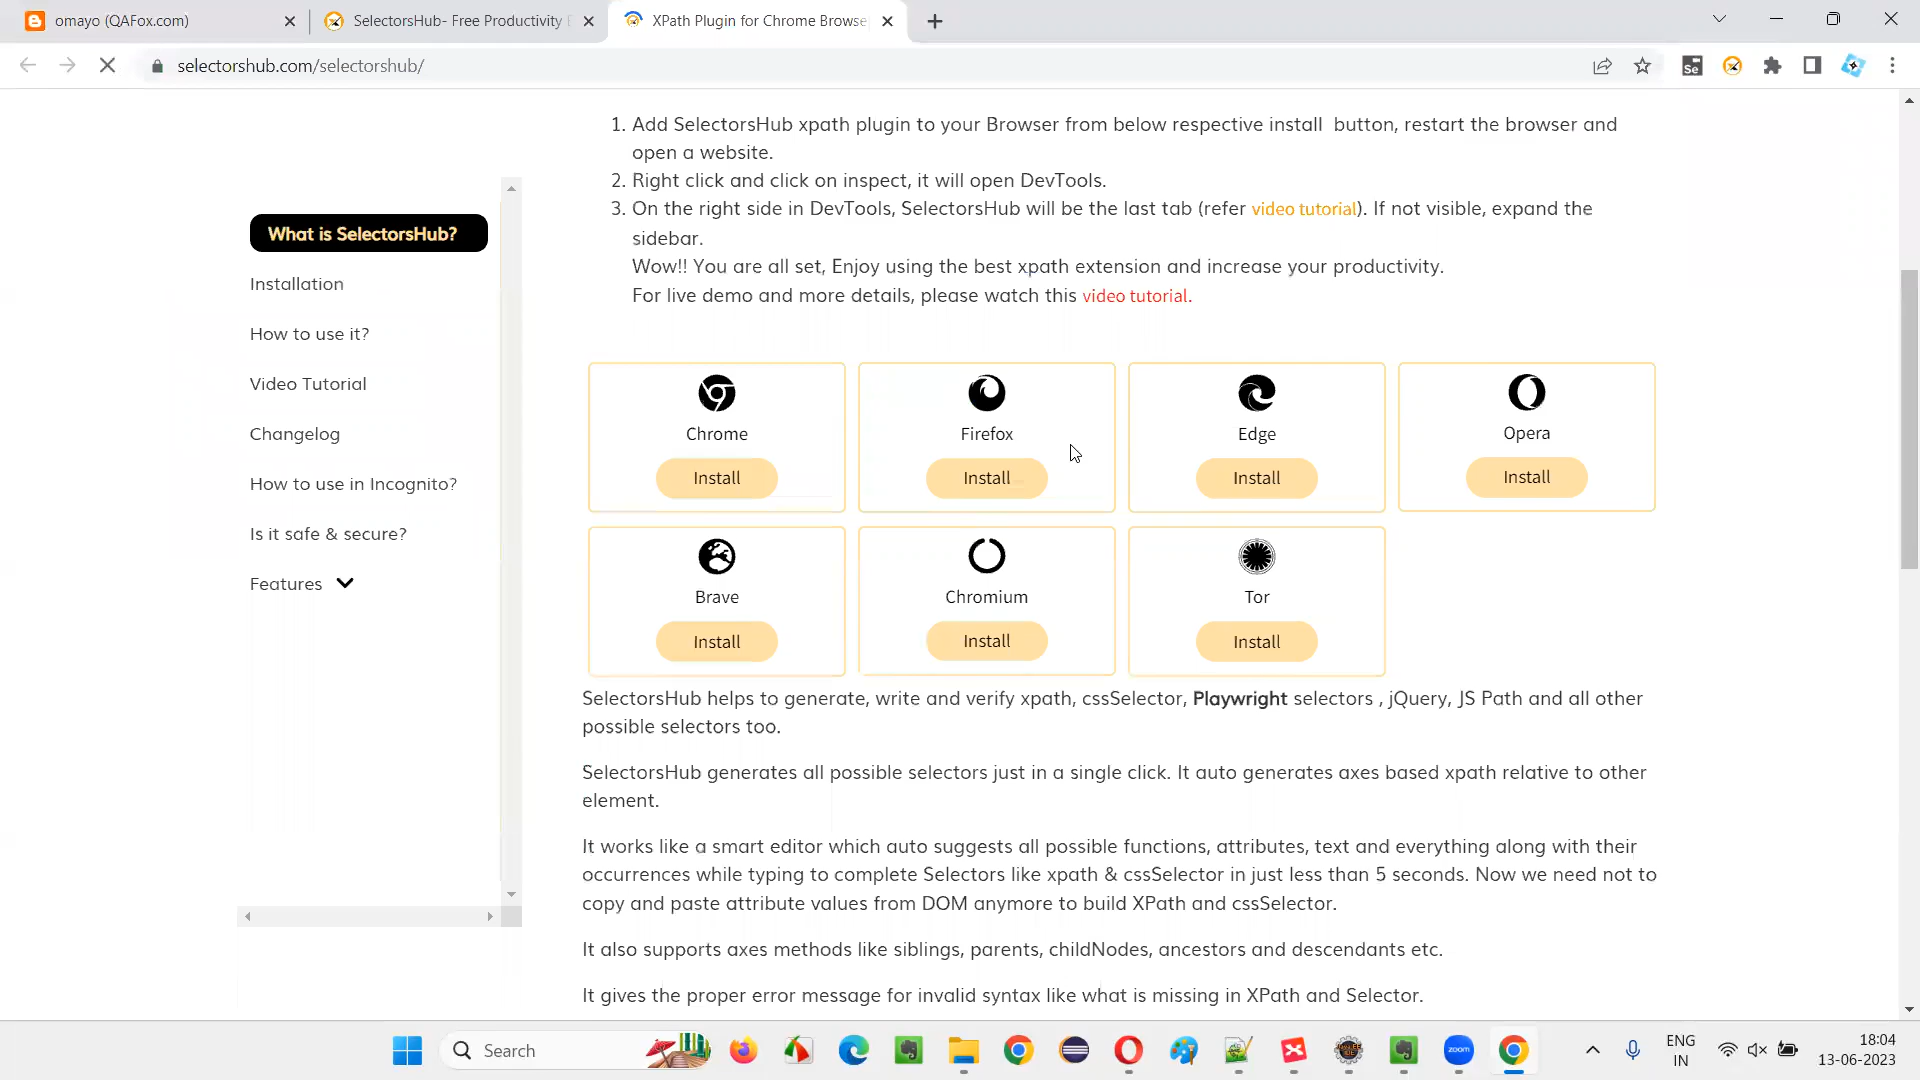 omayo (QAFox.com)
SelectorsHub- Free Productivity
XPath Plugin for Chrome Browse
selectorshub.com/selectorshub/
1. Add SelectorsHub xpath plugin to your Browser from below respective install button, restart the browser and
open a website.
2. Right click and click on inspect, it will open DevTools.
3. On the right side in DevTools, SelectorsHub will be the last tab (refer video tutorial). If not visible, expand the
sidebar.
Wow!! You are all set, Enjoy using the best xpath extension and increase your productivity.
For live demo and more details, please watch this video tutorial.
What is SelectorsHub?
Installation
How to use it?
Video Tutorial
Changelog
How to use in Incognito?
Is it safe & secure?
Features
Chrome
Install
Firefox
Install
Edge
Install
Opera
Install
Brave
Install
Chromium
Install
Tor
Install
SelectorsHub helps to generate, write and verify xpath, cssSelector, Playwright selectors , jQuery, JS Path and all other
possible selectors too.
SelectorsHub generates all possible selectors just in a single click. It auto generates axes based xpath relative to other
element.
It works like a smart editor which auto suggests all possible functions, attributes, text and everything along with their
occurrences while typing to complete Selectors like xpath & cssSelector in just less than 5 seconds. Now we need not to
copy and paste attribute values from DOM anymore to build XPath and cssSelector.
It also supports axes methods like siblings, parents, childNodes, ancestors and descendants etc.
It gives the proper error message for invalid syntax like what is missing in XPath and Selector.
Search
zoom
ENG
IN
18:04
13-06-2023